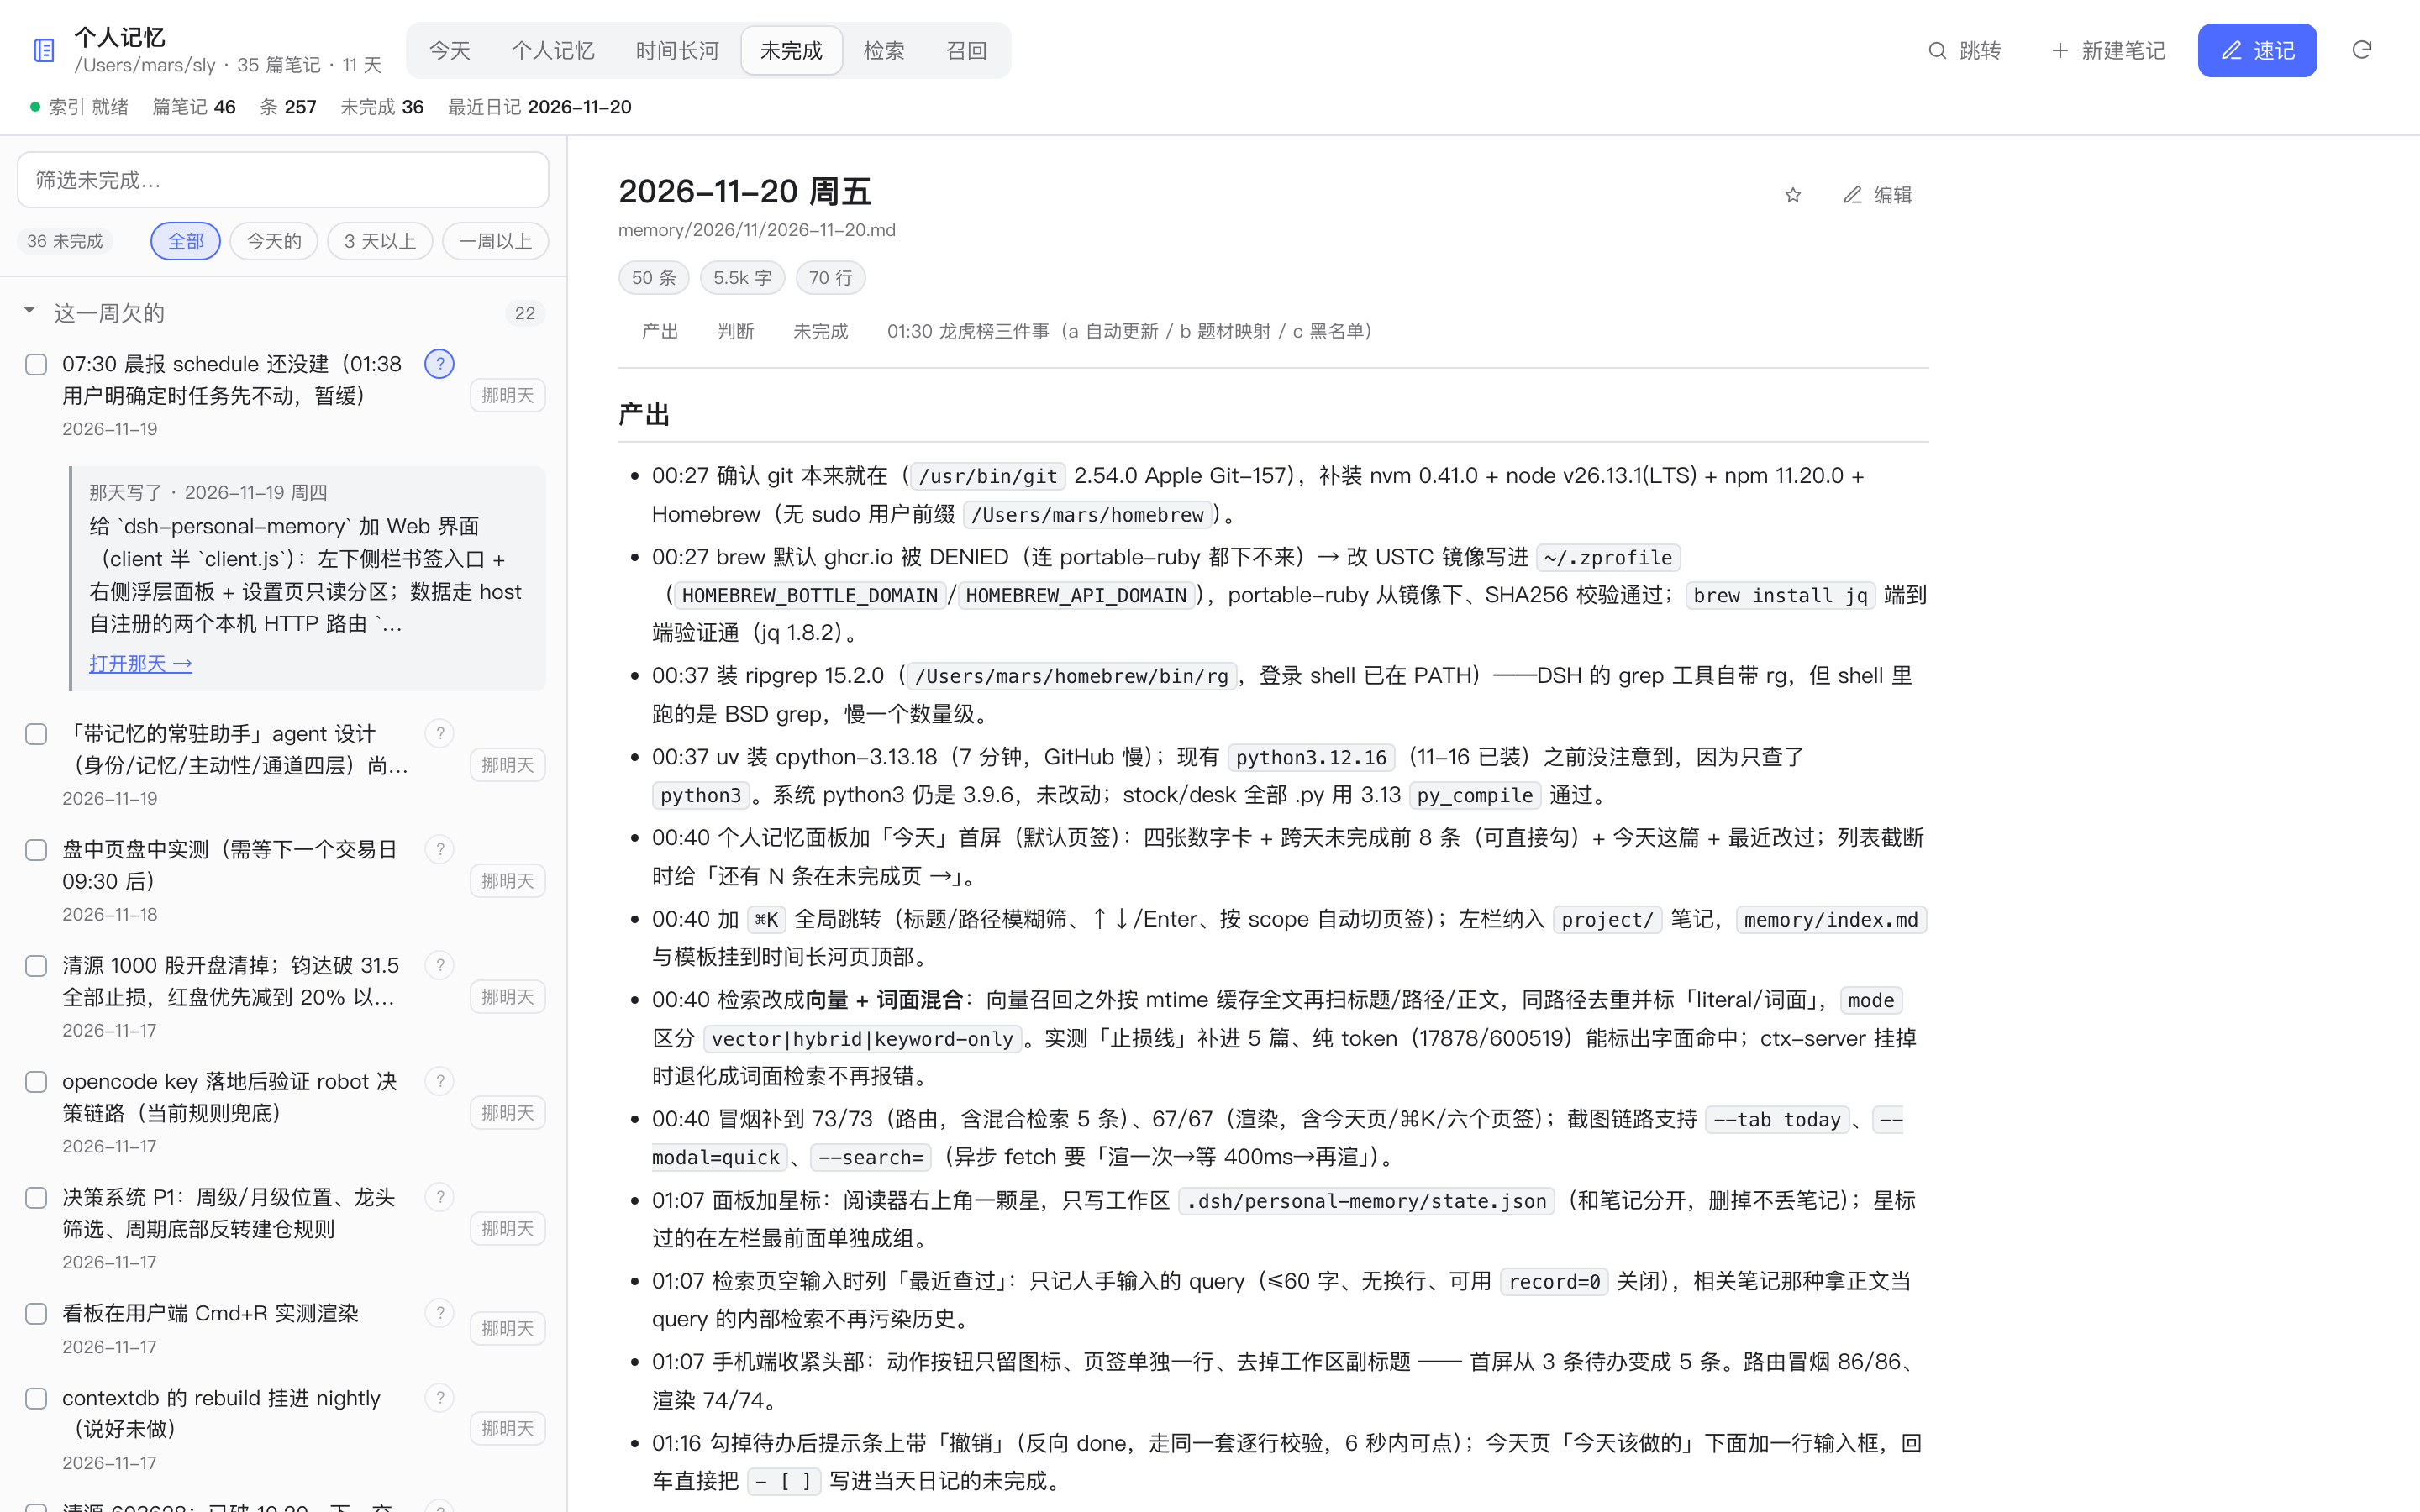 个人记忆
/Users/mars/sly · 35 篇笔记 · 11 天
今天 个人记忆 时间长河 未完成 检索 召回
跳转 新建笔记 速记
索引 就绪 篇笔记 46 条 257 未完成 36 最近日记 2026-11-20
筛选未完成...
36 未完成 全部 今天的 3 天以上 一周以上
这一周欠的 22
07:30 晨报 schedule 还没建（01:38
用户明确定时任务先不动，暂缓）
?
挪明天
2026-11-19
那天写了 · 2026-11-19 周四
给 `dsh-personal-memory` 加 Web 界面
（client 半 `client.js`）：左下侧栏书签入口 +
右侧浮层面板 + 设置页只读分区；数据走 host
自注册的两个本机 HTTP 路由 `...
打开那天 →
「带记忆的常驻助手」agent 设计
（身份/记忆/主动性/通道四层）尚...
?
挪明天
2026-11-19
盘中页盘中实测（需等下一个交易日
09:30 后）
?
挪明天
2026-11-18
清源 1000 股开盘清掉；钧达破 31.5
全部止损，红盘优先减到 20% 以...
?
挪明天
2026-11-17
opencode key 落地后验证 robot 决
策链路（当前规则兜底）
?
挪明天
2026-11-17
决策系统 P1：周级/月级位置、龙头
筛选、周期底部反转建仓规则
?
挪明天
2026-11-17
看板在用户端 Cmd+R 实测渲染
?
挪明天
2026-11-17
contextdb 的 rebuild 挂进 nightly
（说好未做）
?
挪明天
2026-11-17
2026-11-20 周五
编辑
memory/2026/11/2026-11-20.md
50 条 5.5k 字 70 行
产出 判断 未完成 01:30 龙虎榜三件事（a 自动更新 / b 题材映射 / c 黑名单）
产出
• 00:27 确认 git 本来就在（/usr/bin/git 2.54.0 Apple Git-157），补装 nvm 0.41.0 + node v26.13.1(LTS) + npm 11.20.0 +
Homebrew（无 sudo 用户前缀 /Users/mars/homebrew）。
• 00:27 brew 默认 ghcr.io 被 DENIED（连 portable-ruby 都下不来）→ 改 USTC 镜像写进 ~/.zprofile
（HOMEBREW_BOTTLE_DOMAIN/HOMEBREW_API_DOMAIN），portable-ruby 从镜像下、SHA256 校验通过；brew install jq 端到
端验证通（jq 1.8.2）。
• 00:37 装 ripgrep 15.2.0（/Users/mars/homebrew/bin/rg，登录 shell 已在 PATH）——DSH 的 grep 工具自带 rg，但 shell 里
跑的是 BSD grep，慢一个数量级。
• 00:37 uv 装 cpython-3.13.18（7 分钟，GitHub 慢）；现有 python3.12.16（11-16 已装）之前没注意到，因为只查了
python3。系统 python3 仍是 3.9.6，未改动；stock/desk 全部 .py 用 3.13 py_compile 通过。
• 00:40 个人记忆面板加「今天」首屏（默认页签）：四张数字卡 + 跨天未完成前 8 条（可直接勾）+ 今天这篇 + 最近改过；列表截断
时给「还有 N 条在未完成页 →」。
• 00:40 加 ⌘K 全局跳转（标题/路径模糊筛、↑↓/Enter、按 scope 自动切页签）；左栏纳入 project/ 笔记，memory/index.md
与模板挂到时间长河页顶部。
• 00:40 检索改成向量 + 词面混合：向量召回之外按 mtime 缓存全文再扫标题/路径/正文，同路径去重并标「literal/词面」，mode
区分 vector|hybrid|keyword-only。实测「止损线」补进 5 篇、纯 token（17878/600519）能标出字面命中；ctx-server 挂掉
时退化成词面检索不再报错。
• 00:40 冒烟补到 73/73（路由，含混合检索 5 条）、67/67（渲染，含今天页/⌘K/六个页签）；截图链路支持 --tab today、--
modal=quick、--search=（异步 fetch 要「渲一次→等 400ms→再渲」）。
• 01:07 面板加星标：阅读器右上角一颗星，只写工作区 .dsh/personal-memory/state.json（和笔记分开，删掉不丢笔记）；星标
过的在左栏最前面单独成组。
• 01:07 检索页空输入时列「最近查过」：只记人手输入的 query（≤60 字、无换行、可用 record=0 关闭），相关笔记那种拿正文当
query 的内部检索不再污染历史。
• 01:07 手机端收紧头部：动作按钮只留图标、页签单独一行、去掉工作区副标题 —— 首屏从 3 条待办变成 5 条。路由冒烟 86/86、
渲染 74/74。
• 01:16 勾掉待办后提示条上带「撤销」（反向 done，走同一套逐行校验，6 秒内可点）；今天页「今天该做的」下面加一行输入框，回
车直接把 - [ ] 写进当天日记的未完成。